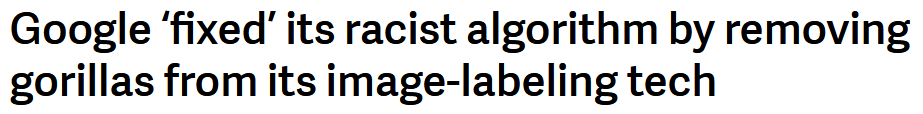 Google ‘fixed’ its racist algorithm by removing
gorillas from its image-labeling tech